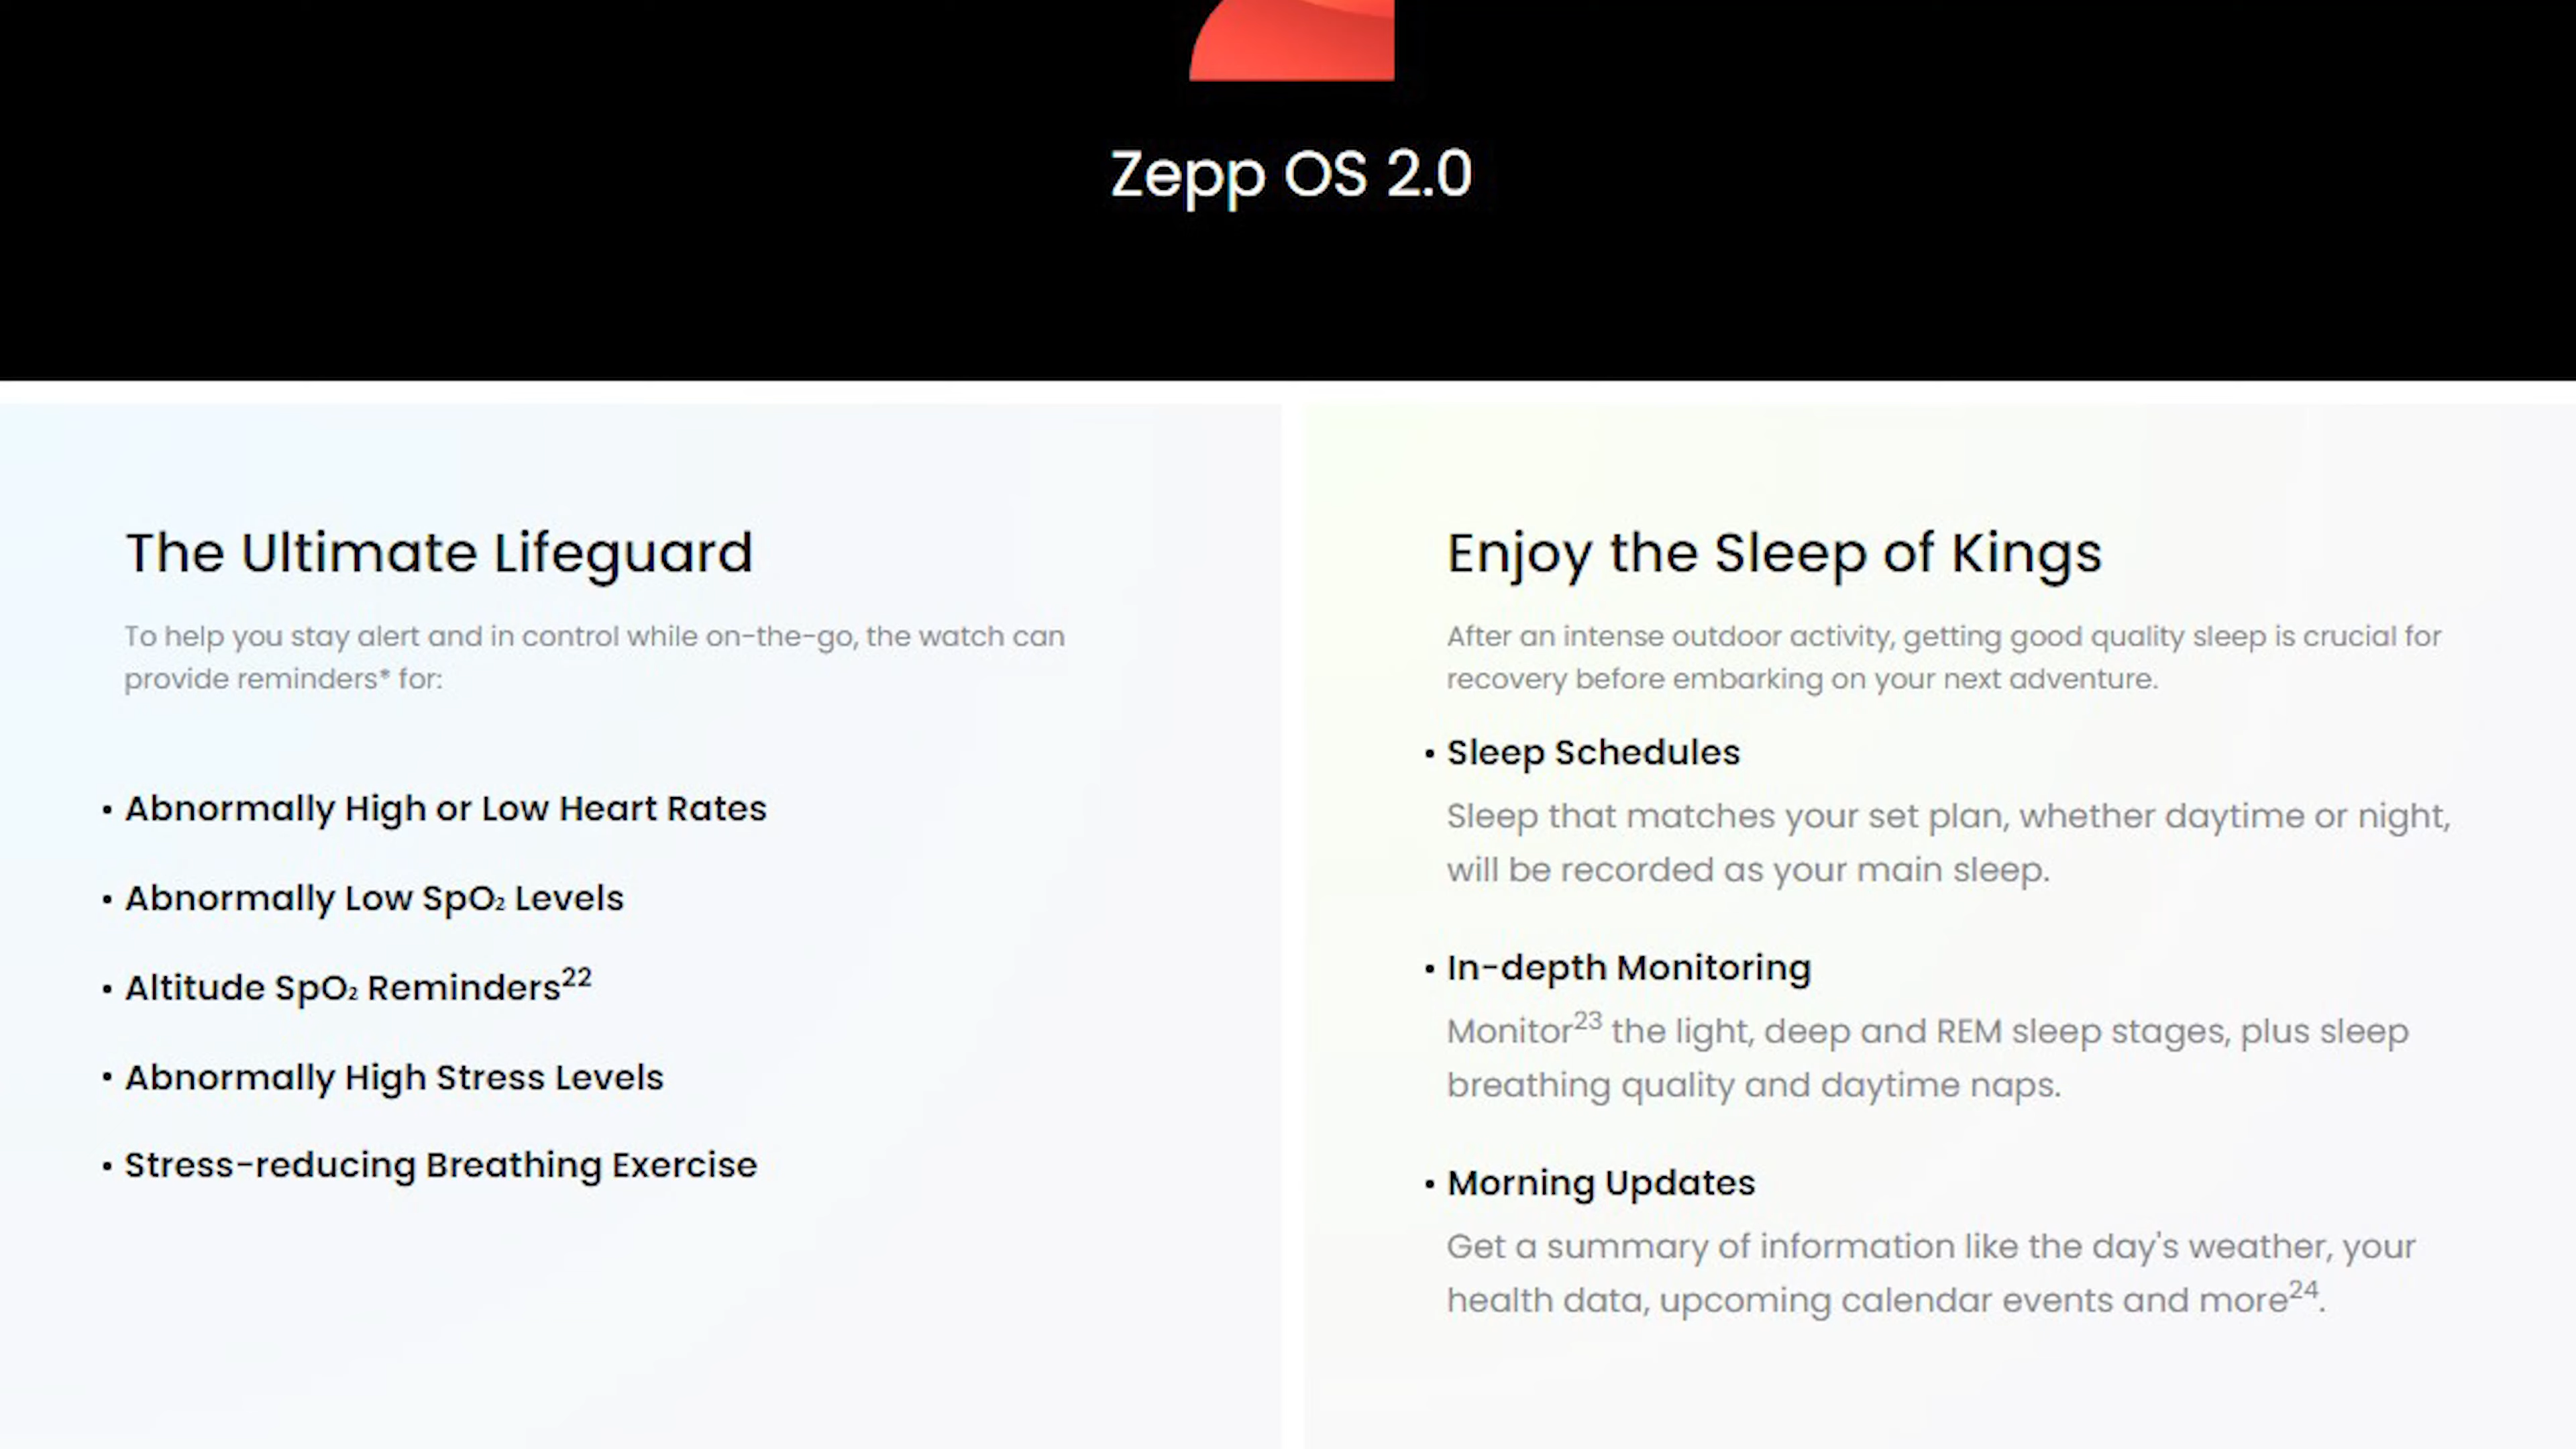 Zepp OS 2.0
The Ultimate Lifeguard
To help you stay alert and in control while on-the-go, the watch can
provide reminders* for:
• Abnormally High or Low Heart Rates
• Abnormally Low SpO₂ Levels
• Altitude SpO₂ Reminders²²
• Abnormally High Stress Levels
• Stress-reducing Breathing Exercise
Enjoy the Sleep of Kings
After an intense outdoor activity, getting good quality sleep is crucial for
recovery before embarking on your next adventure.
• Sleep Schedules
Sleep that matches your set plan, whether daytime or night,
will be recorded as your main sleep.
• In-depth Monitoring
Monitor²³ the light, deep and REM sleep stages, plus sleep
breathing quality and daytime naps.
• Morning Updates
Get a summary of information like the day's weather, your
health data, upcoming calendar events and more²⁴.